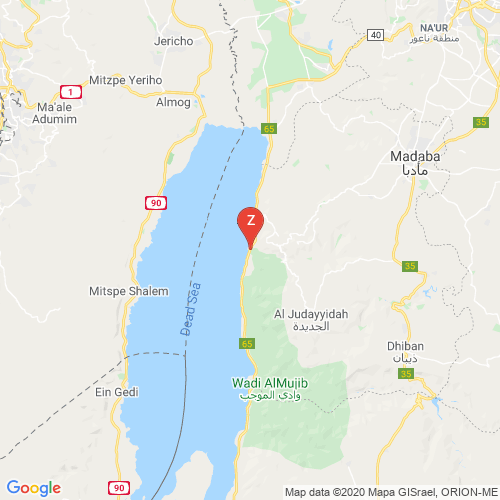 NA'UR
منطقة ناعور
Jericho
40
Mitzpe Yeriho
1
Almog
Ma'ale
Adumim
65
35
Madaba
مادبا
90
Z
35
Mitspe Shalem
Dead Sea
Al Judayyidah
الجديدة
65
Dhiban
ذيبان
35
Wadi AlMujib
وادي الموجب
Ein Gedi
90
Google
Map data ©2020 Mapa GISrael, ORION-ME